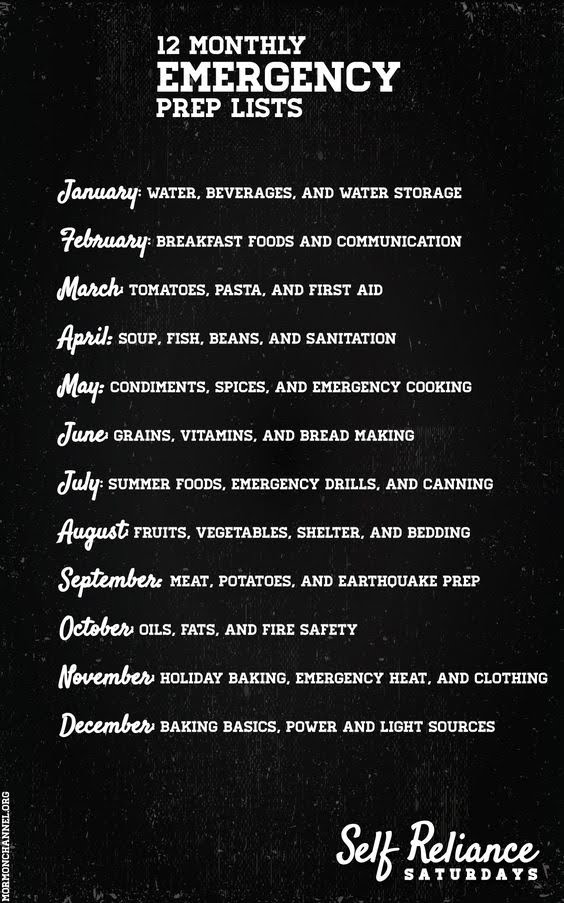 12 MONTHLY
EMERGENCY
PREP LISTS
January: WATER, BEVERAGES, AND WATER STORAGE
February: BREAKFAST FOODS AND COMMUNICATION
March: TOMATOES, PASTA, AND FIRST AID
April: SOUP, FISH, BEANS, AND SANITATION
May: CONDIMENTS, SPICES, AND EMERGENCY COOKING
June: GRAINS, VITAMINS, AND BREAD MAKING
July: SUMMER FOODS, EMERGENCY DRILLS, AND CANNING
August: FRUITS, VEGETABLES, SHELTER, AND BEDDING
September: MEAT, POTATOES, AND EARTHQUAKE PREP
October: OILS, FATS, AND FIRE SAFETY
November: HOLIDAY BAKING, EMERGENCY HEAT, AND CLOTHING
December: BAKING BASICS, POWER AND LIGHT SOURCES
MORMONCHANNEL.ORG
Self Reliance
SATURDAYS